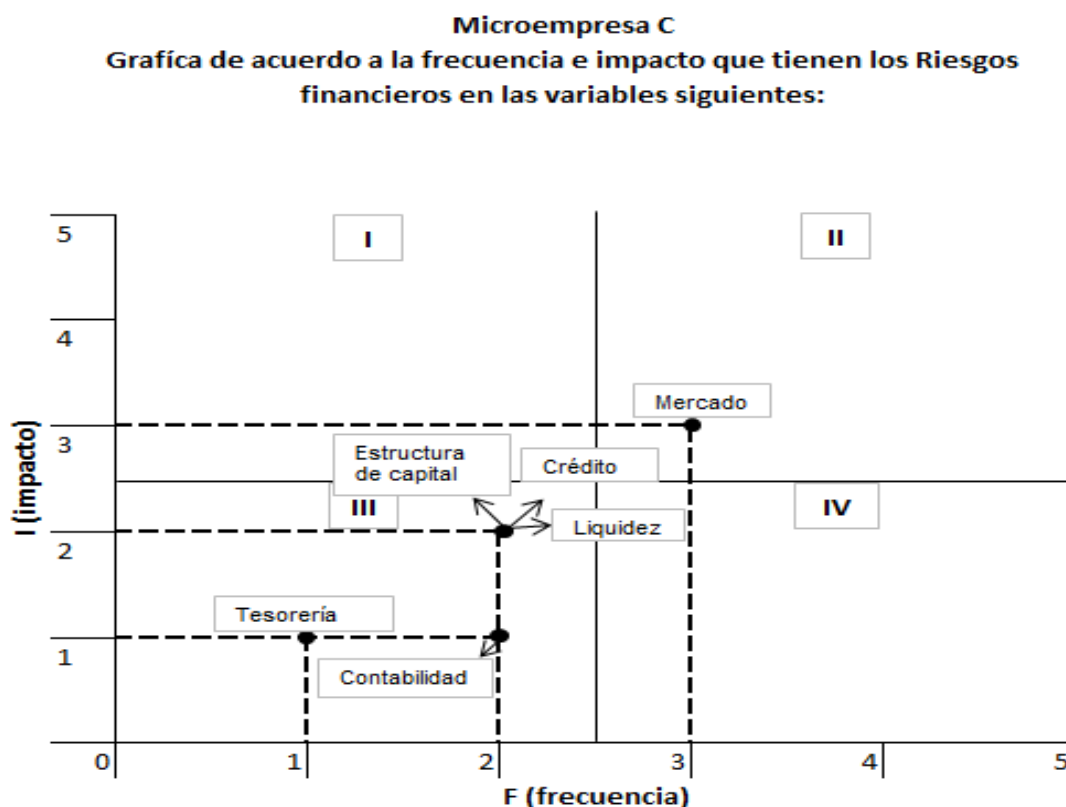 Microempresa C
Grafíca de acuerdo a la frecuencia e impacto que tienen los Riesgos
financieros en las variables siguientes:
5
I
II
4
Mercado
3
Estructura
de capital
Crédito
III
IV
Liquidez
2
Tesorería
1
Contabilidad
I (impacto)
0
1
2
3
4
5
F (frecuencia)